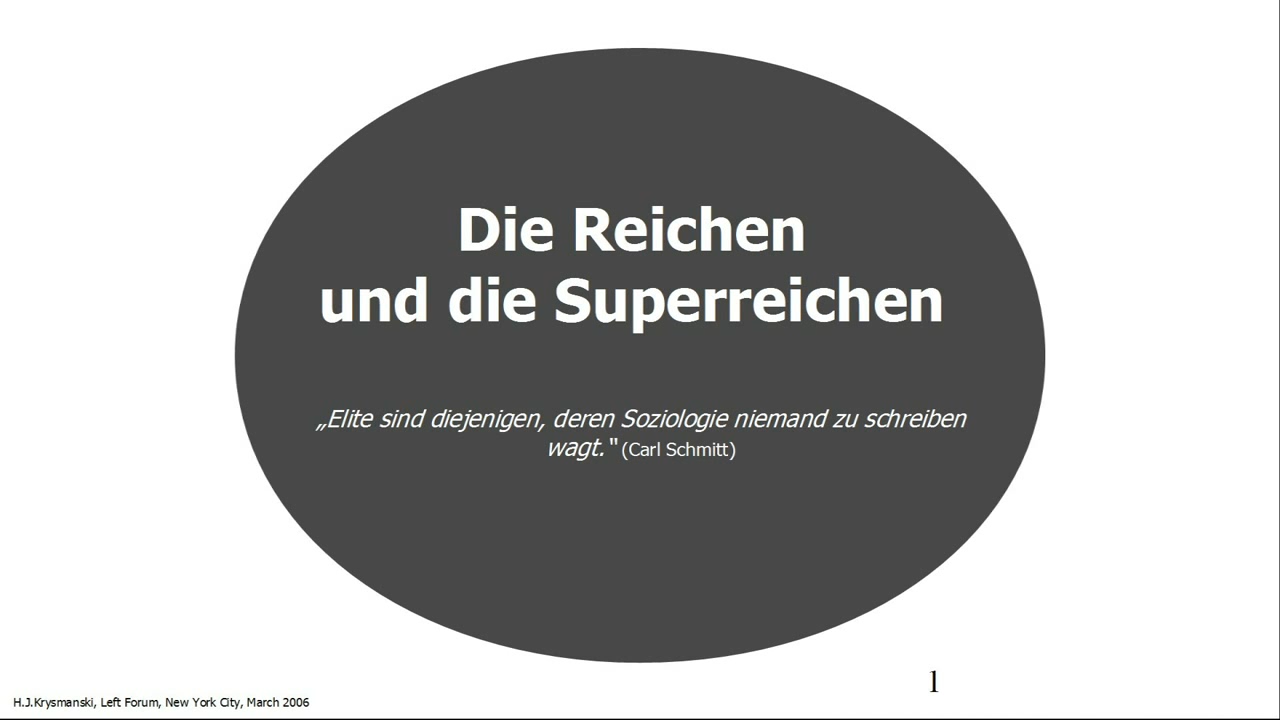 Die Reichen
und die Superreichen
„Elite sind diejenigen, deren Soziologie niemand zu schreiben
wagt." (Carl Schmitt)
1
H.J.Krysmanski, Left Forum, New York City, March 2006